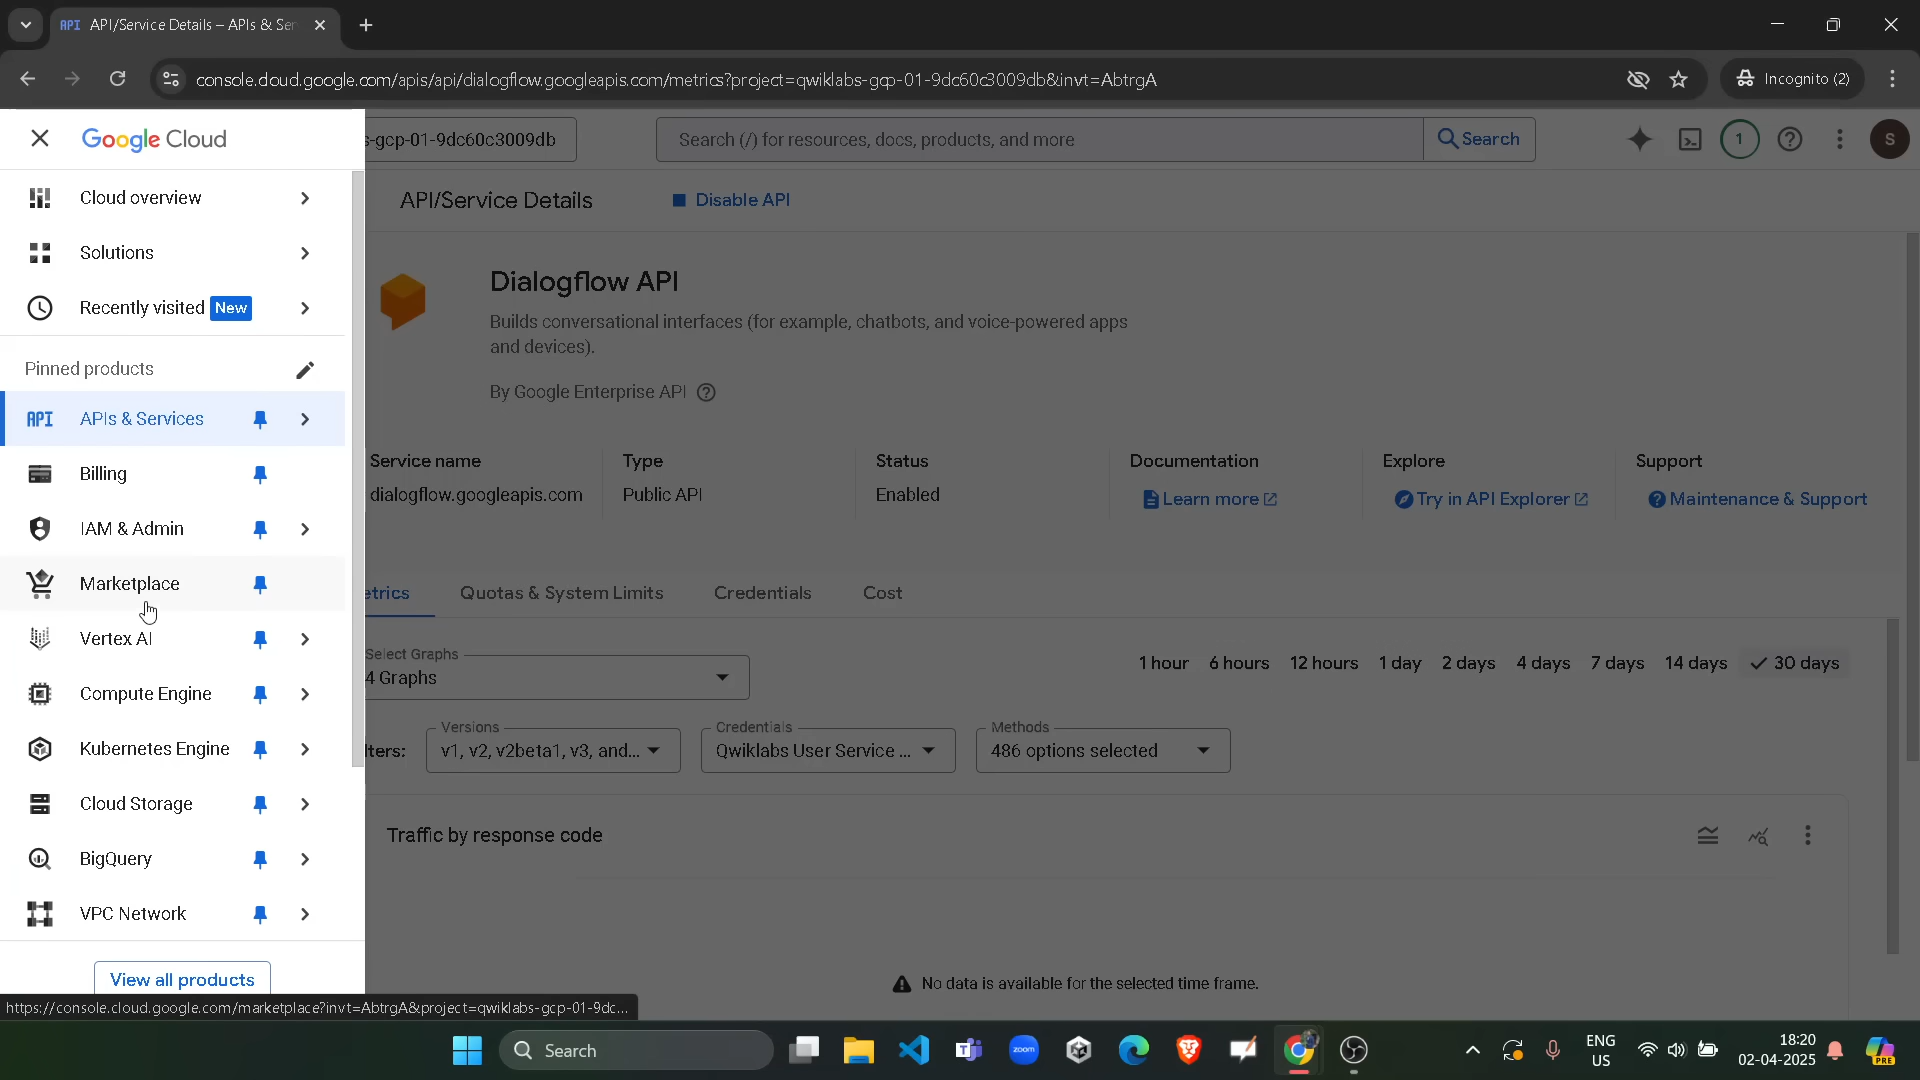 API API/Service Details – APIs & Ser
console.cloud.google.com/apis/api/dialogflow.googleapis.com/metrics?project=qwiklabs-gcp-01-9dc60c3009db&invt=AbtrgA
Incognito (2)
Google Cloud
s-gcp-01-9dc60c3009db
Search (/) for resources, docs, products, and more
Search
1
S
Cloud overview
Solutions
Recently visited New
Pinned products
API APIs & Services
Billing
IAM & Admin
Marketplace
Vertex AI
Compute Engine
Kubernetes Engine
Cloud Storage
BigQuery
VPC Network
View all products
https://console.cloud.google.com/marketplace?invt=AbtrgA&project=qwiklabs-gcp-01-9dc...
API/Service Details
Disable API
Dialogflow API
Builds conversational interfaces (for example, chatbots, and voice-powered apps
and devices).
By Google Enterprise API
Service name
dialogflow.googleapis.com
Type
Public API
Status
Enabled
Documentation
Learn more
Explore
Try in API Explorer
Support
Maintenance & Support
etrics
Quotas & System Limits
Credentials
Cost
Select Graphs
4 Graphs
1 hour 6 hours 12 hours 1 day 2 days 4 days 7 days 14 days 30 days
lters:
Versions
v1, v2, v2beta1, v3, and...
Credentials
Qwiklabs User Service ...
Methods
486 options selected
Traffic by response code
No data is available for the selected time frame.
Search
zoom
ENG
US
18:20
02-04-2025
PRE